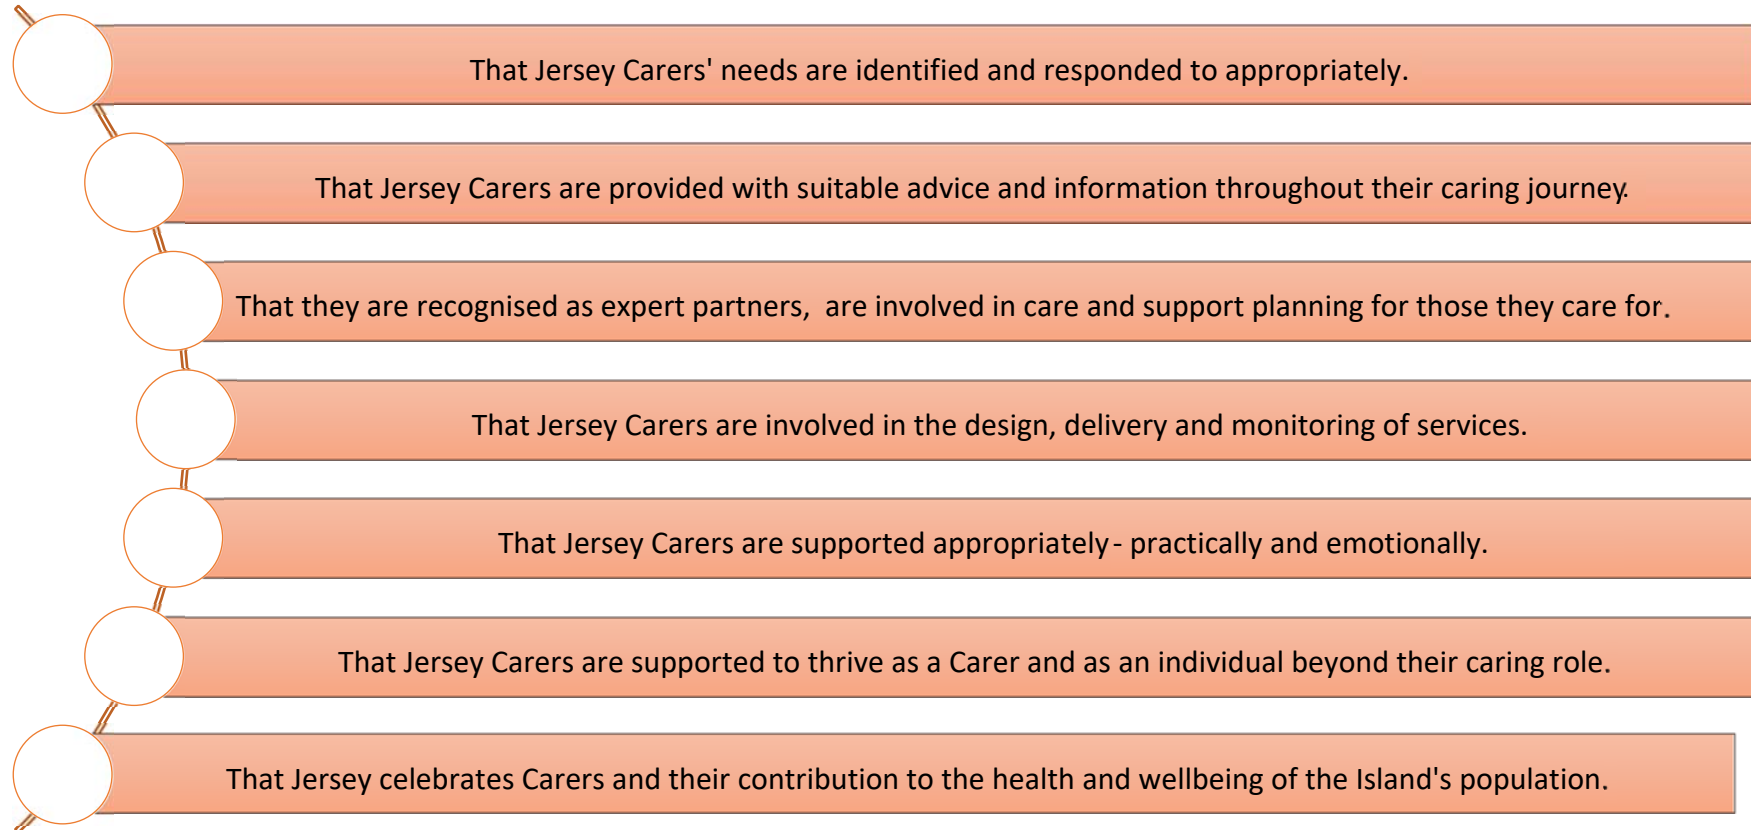 That Jersey Carers' needs are identified and responded to appropriately.
That Jersey Carers are provided with suitable advice and information throughout their caring journey.
That they are recognised as expert partners,  are involved in care and support planning for those they care for.
That Jersey Carers are involved in the design, delivery and monitoring of services.
That Jersey Carers are supported appropriately - practically and emotionally.
That Jersey Carers are supported to thrive as a Carer and as an individual beyond their caring role.
That Jersey celebrates Carers and their contribution to the health and wellbeing of the Island's population.